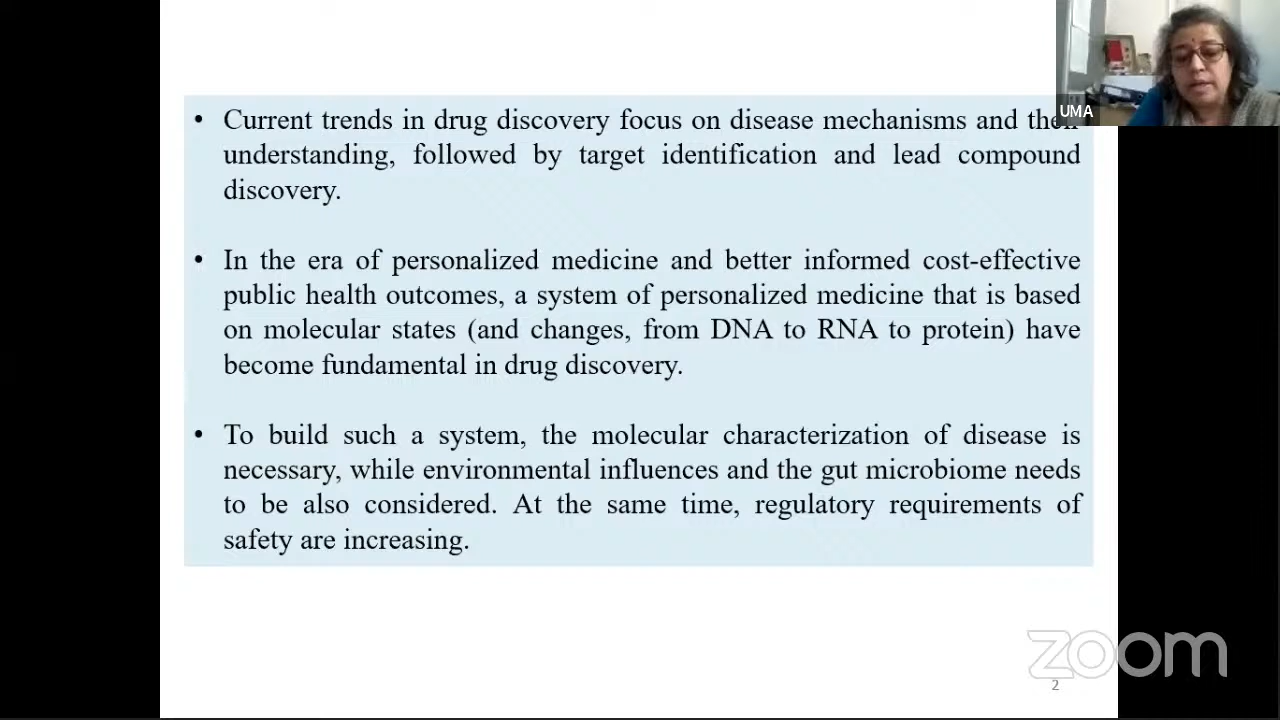 • Current trends in drug discovery focus on disease mechanisms and
understanding, followed by target identification and lead compound
discovery.
• In the era of personalized medicine and better informed cost-effective
public health outcomes, a system of personalized medicine that is based
on molecular states (and changes, from DNA to RNA to protein) have
become fundamental in drug discovery.
• To build such a system, the molecular characterization of disease is
necessary, while environmental influences and the gut microbiome needs
to be also considered. At the same time, regulatory requirements of
safety are increasing.
UMA
zoom
2